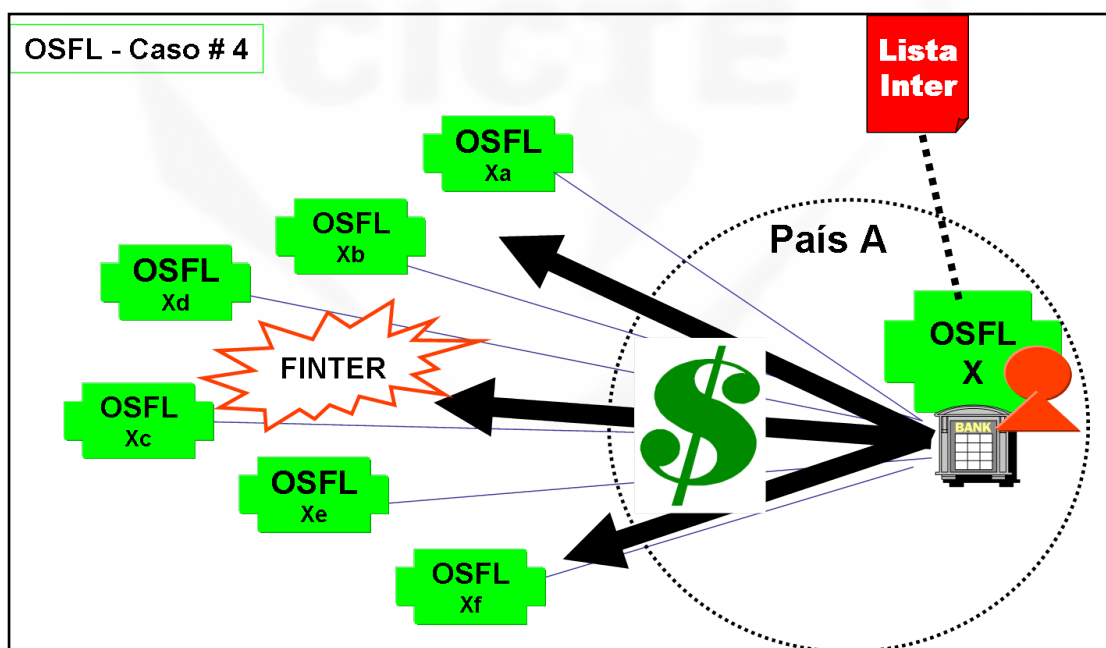 CICTE
OSFL - Caso # 4
Lista
Inter
OSFL
Xa
País A
OSFL
Xb
OSFL
Xd
OSFL
X
FINTER
$
OSFL
Xc
BANK
OSFL
Xe
OSFL
Xf